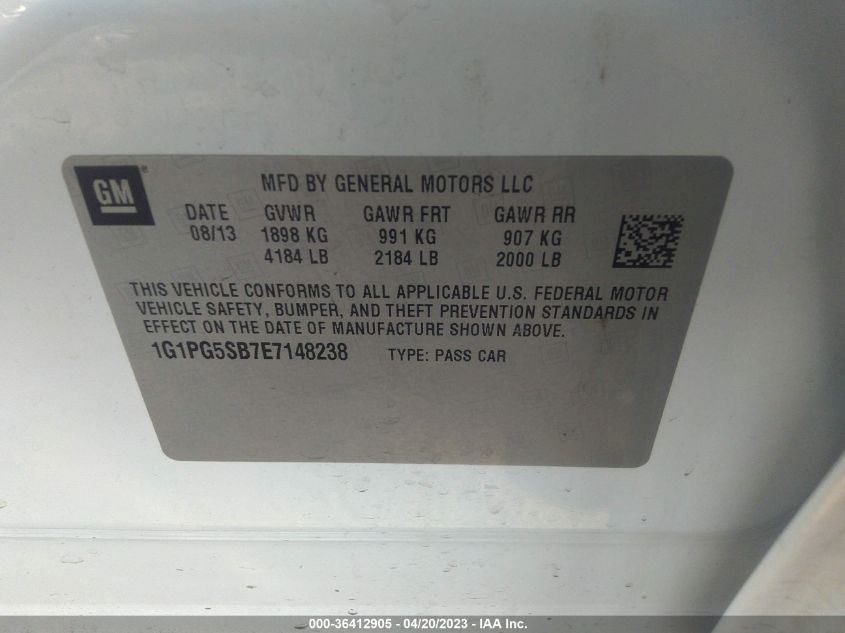 GM ®
MFD BY GENERAL MOTORS LLC
DATE GVWR GAWR FRT GAWR RR
08/13 1898 KG 991 KG 907 KG
4184 LB 2184 LB 2000 LB
THIS VEHICLE CONFORMS TO ALL APPLICABLE U.S. FEDERAL MOTOR
VEHICLE SAFETY, BUMPER, AND THEFT PREVENTION STANDARDS IN
EFFECT ON THE DATE OF MANUFACTURE SHOWN ABOVE.
1G1PG5SB7E7148238 TYPE: PASS CAR
000-36412905 - 04/20/2023 - IAA Inc.